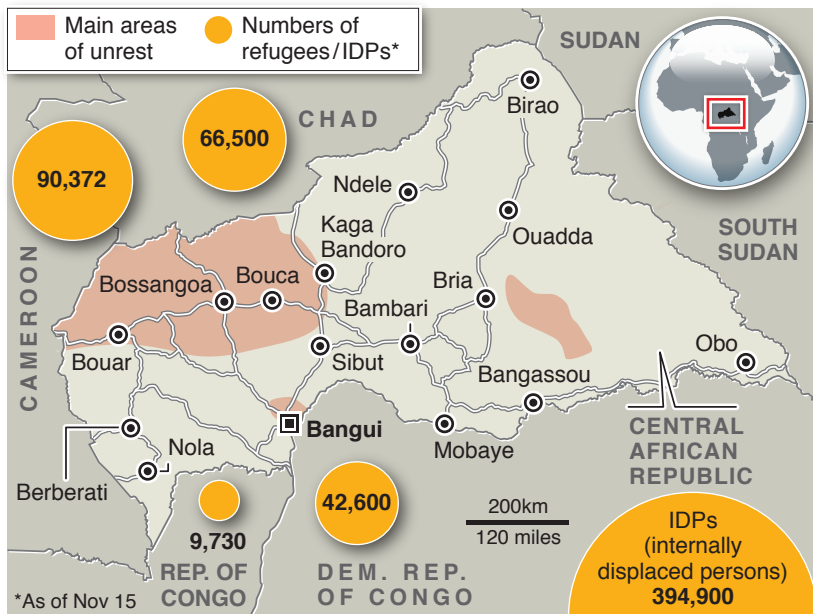 Main areas
of unrest
Numbers of
refugees/IDPs*
SUDAN
Birao
CHAD
66,500
90,372
Ndele
Kaga
Bandoro
Ouadda
SOUTH
SUDAN
CAMEROON
Bossangoa
Bouca
Bria
Bambari
Bouar
Sibut
Obo
Bangassou
Bangui
Mobaye
CENTRAL
AFRICAN
REPUBLIC
Nola
Berberati
42,600
9,730
200km
120 miles
IDPs
(internally
displaced persons)
394,900
REP. OF
CONGO
DEM. REP.
OF CONGO
*As of Nov 15